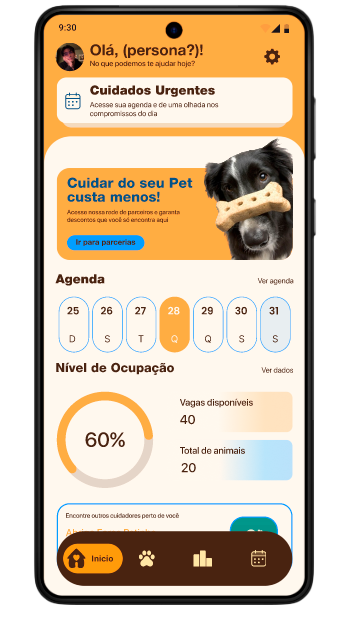 9:30
Olá, (persona?)!
No que podemos te ajudar hoje?
Cuidados Urgentes
Acesse sua agenda e de uma olhada nos
compromissos do dia
Cuidar do seu Pet
custa menos!
Acesse nossa rede de parceiros e garanta
descontos que você só encontra aqui
Ir para parcerias
Agenda
Ver agenda
25 26 27 28 29 30 31
D S T Q Q S S
Nível de Ocupação
Ver dados
60%
Vagas disponíveis
40
Total de animais
20
Encontre outros cuidadores perto de você
Inicio